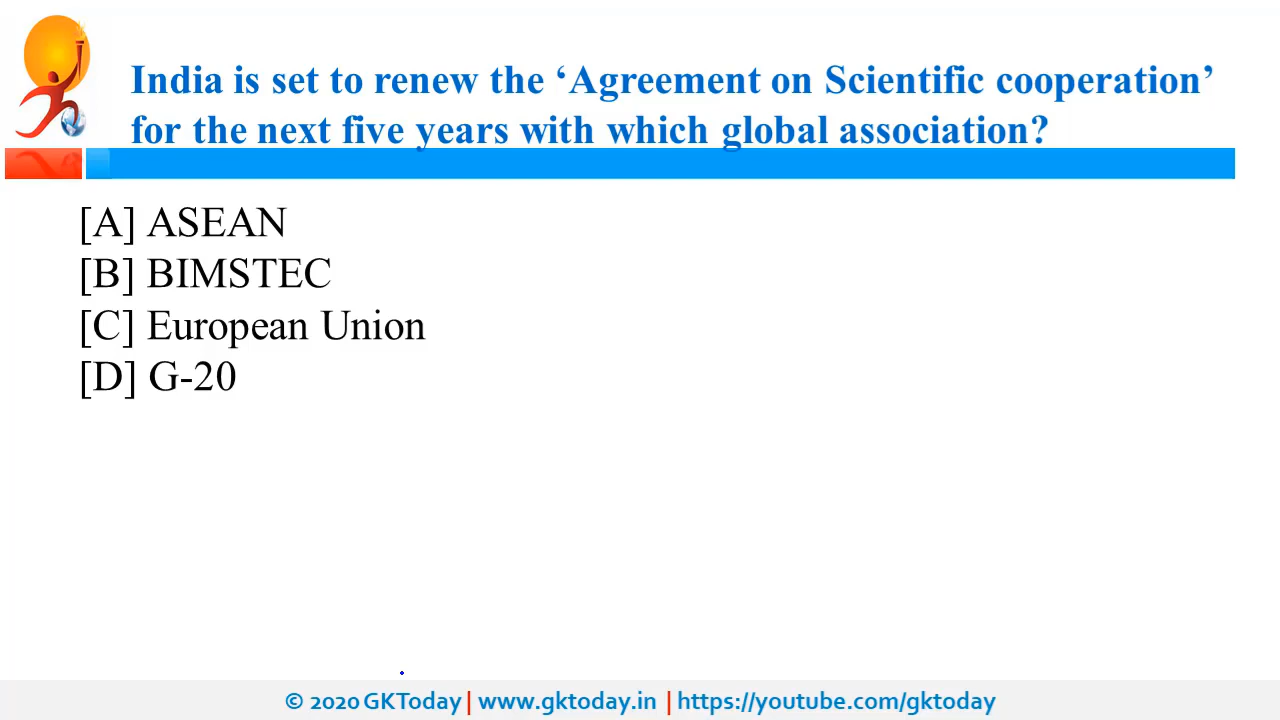 India is set to renew the ‘Agreement on Scientific cooperation’
for the next five years with which global association?
[A] ASEAN
[B] BIMSTEC
[C] European Union
[D] G-20
© 2020 GKToday | www.gktoday.in | https://youtube.com/gktoday